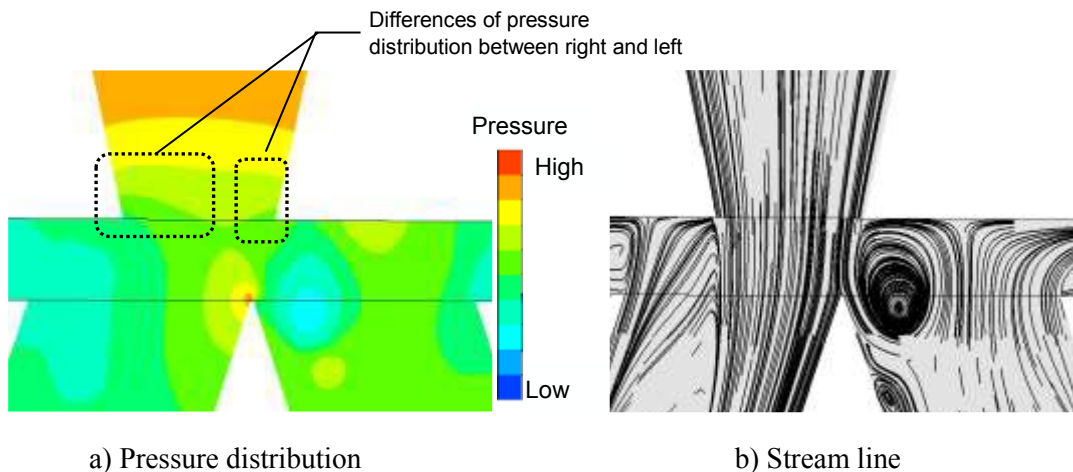 Differences of pressure
distribution between right and left
Pressure
High
Low
a) Pressure distribution
b) Stream line